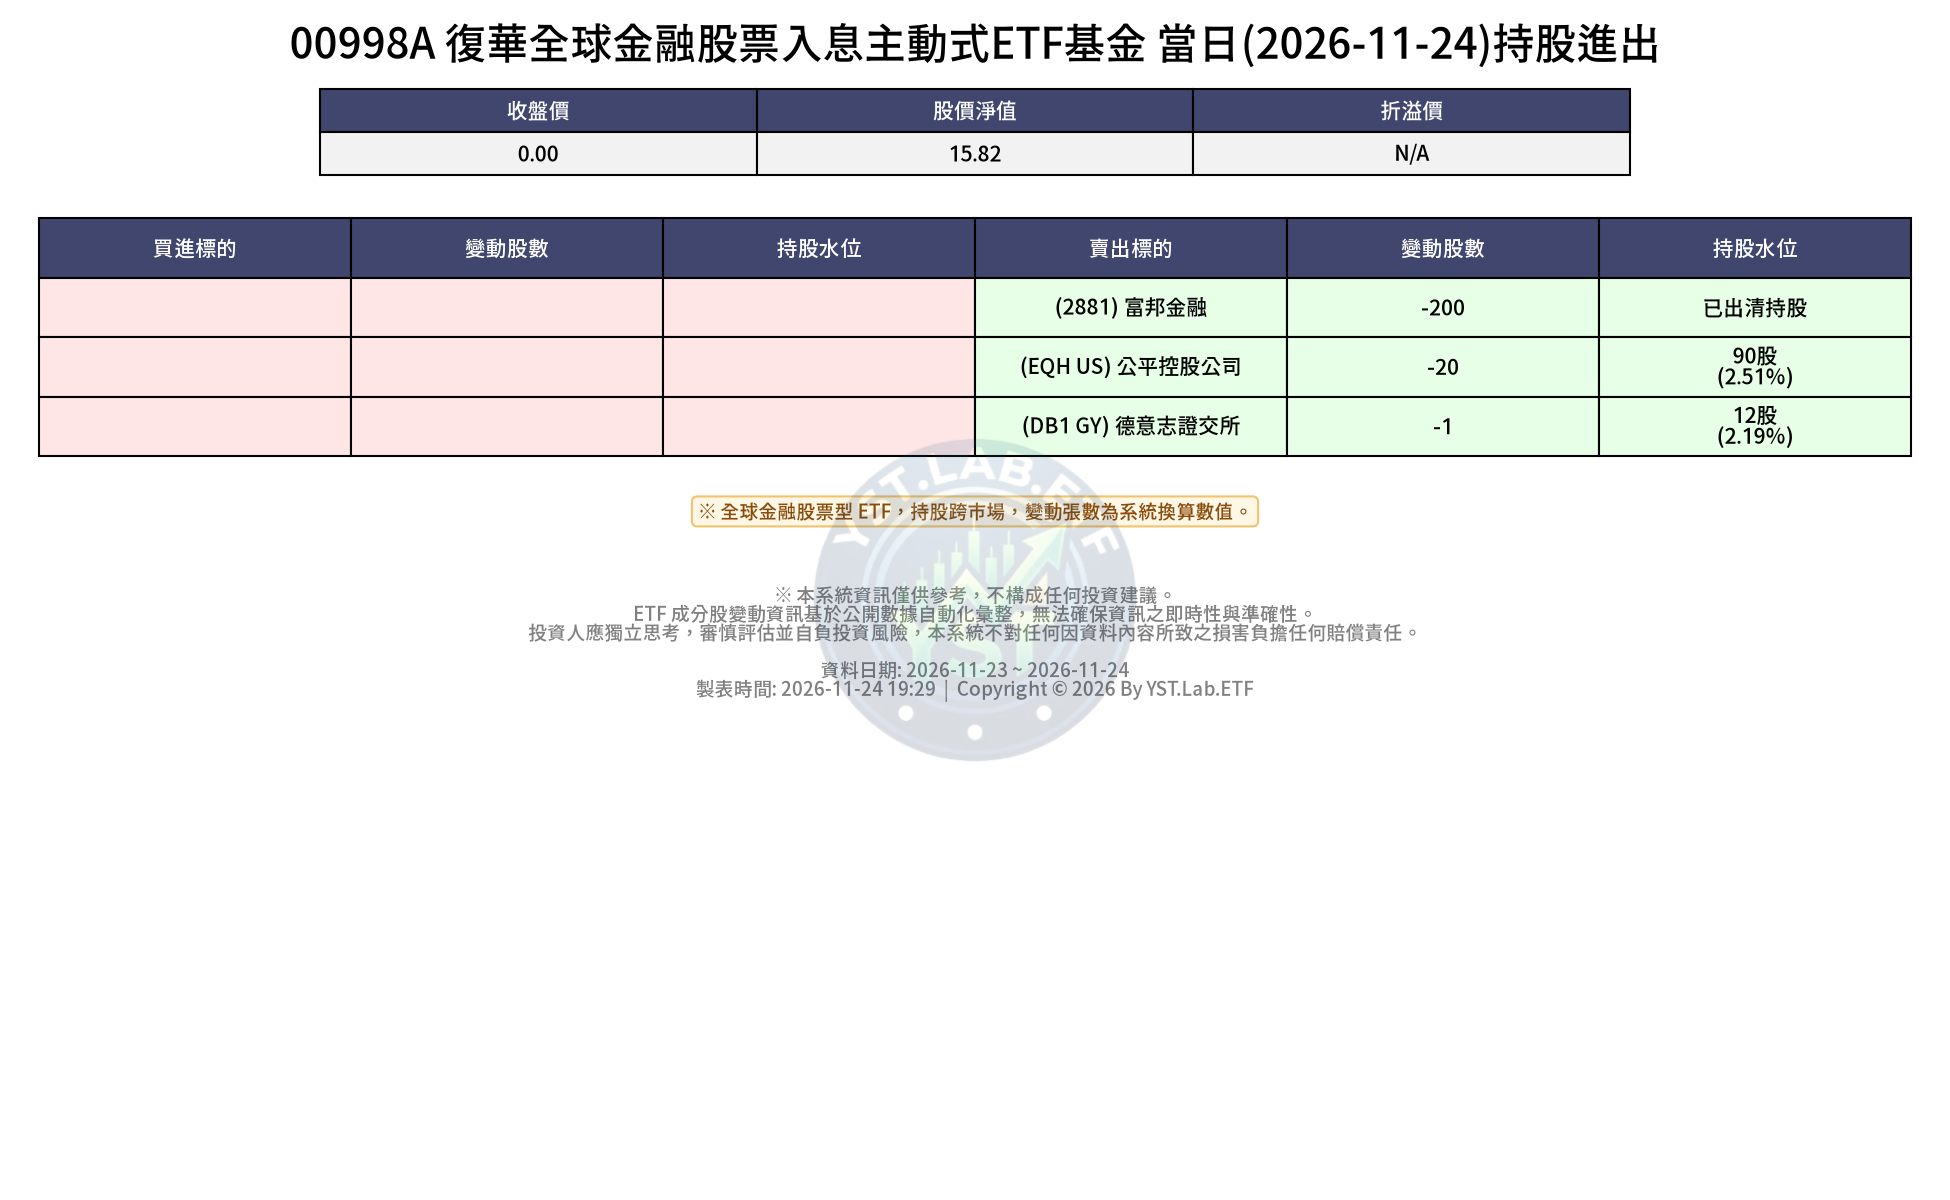 00998A 復華全球金融股票入息主動式ETF基金 當日(2026-11-24)持股進出
收盤價 股價淨值 折溢價
0.00 15.82 N/A
買進標的 變動股數 持股水位 賣出標的 變動股數 持股水位
(2881) 富邦金融 -200 已出清持股
(EQH US) 公平控股公司 -20 90股
(2.51%)
(DB1 GY) 德意志證交所 -1 12股
(2.19%)
YST.LAB.ETF
※ 全球金融股票型 ETF，持股跨市場，變動張數為系統換算數值。
※ 本系統資訊僅供參考，不構成任何投資建議。
ETF 成分股變動資訊基於公開數據自動化彙整，無法確保資訊之即時性與準確性。
投資人應獨立思考，審慎評估並自負投資風險，本系統不對任何因資料內容所致之損害負擔任何賠償責任。
YST
資料日期: 2026-11-23 ~ 2026-11-24
製表時間: 2026-11-24 19:29 | Copyright © 2026 By YST.Lab.ETF